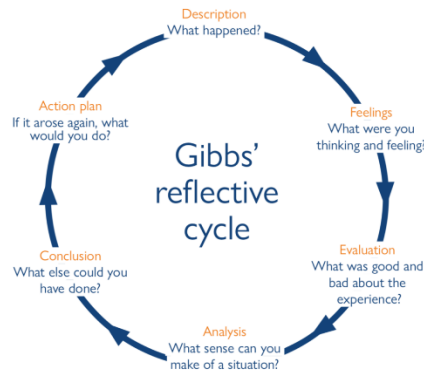 Description
What happened?
Feelings
What were you
thinking and feeling?
Evaluation
What was good and
bad about the
experience?
Analysis
What sense can you
make of a situation?
Conclusion
What else could you
have done?
Action plan
If it arose again, what
would you do?
Gibbs'
reflective
cycle